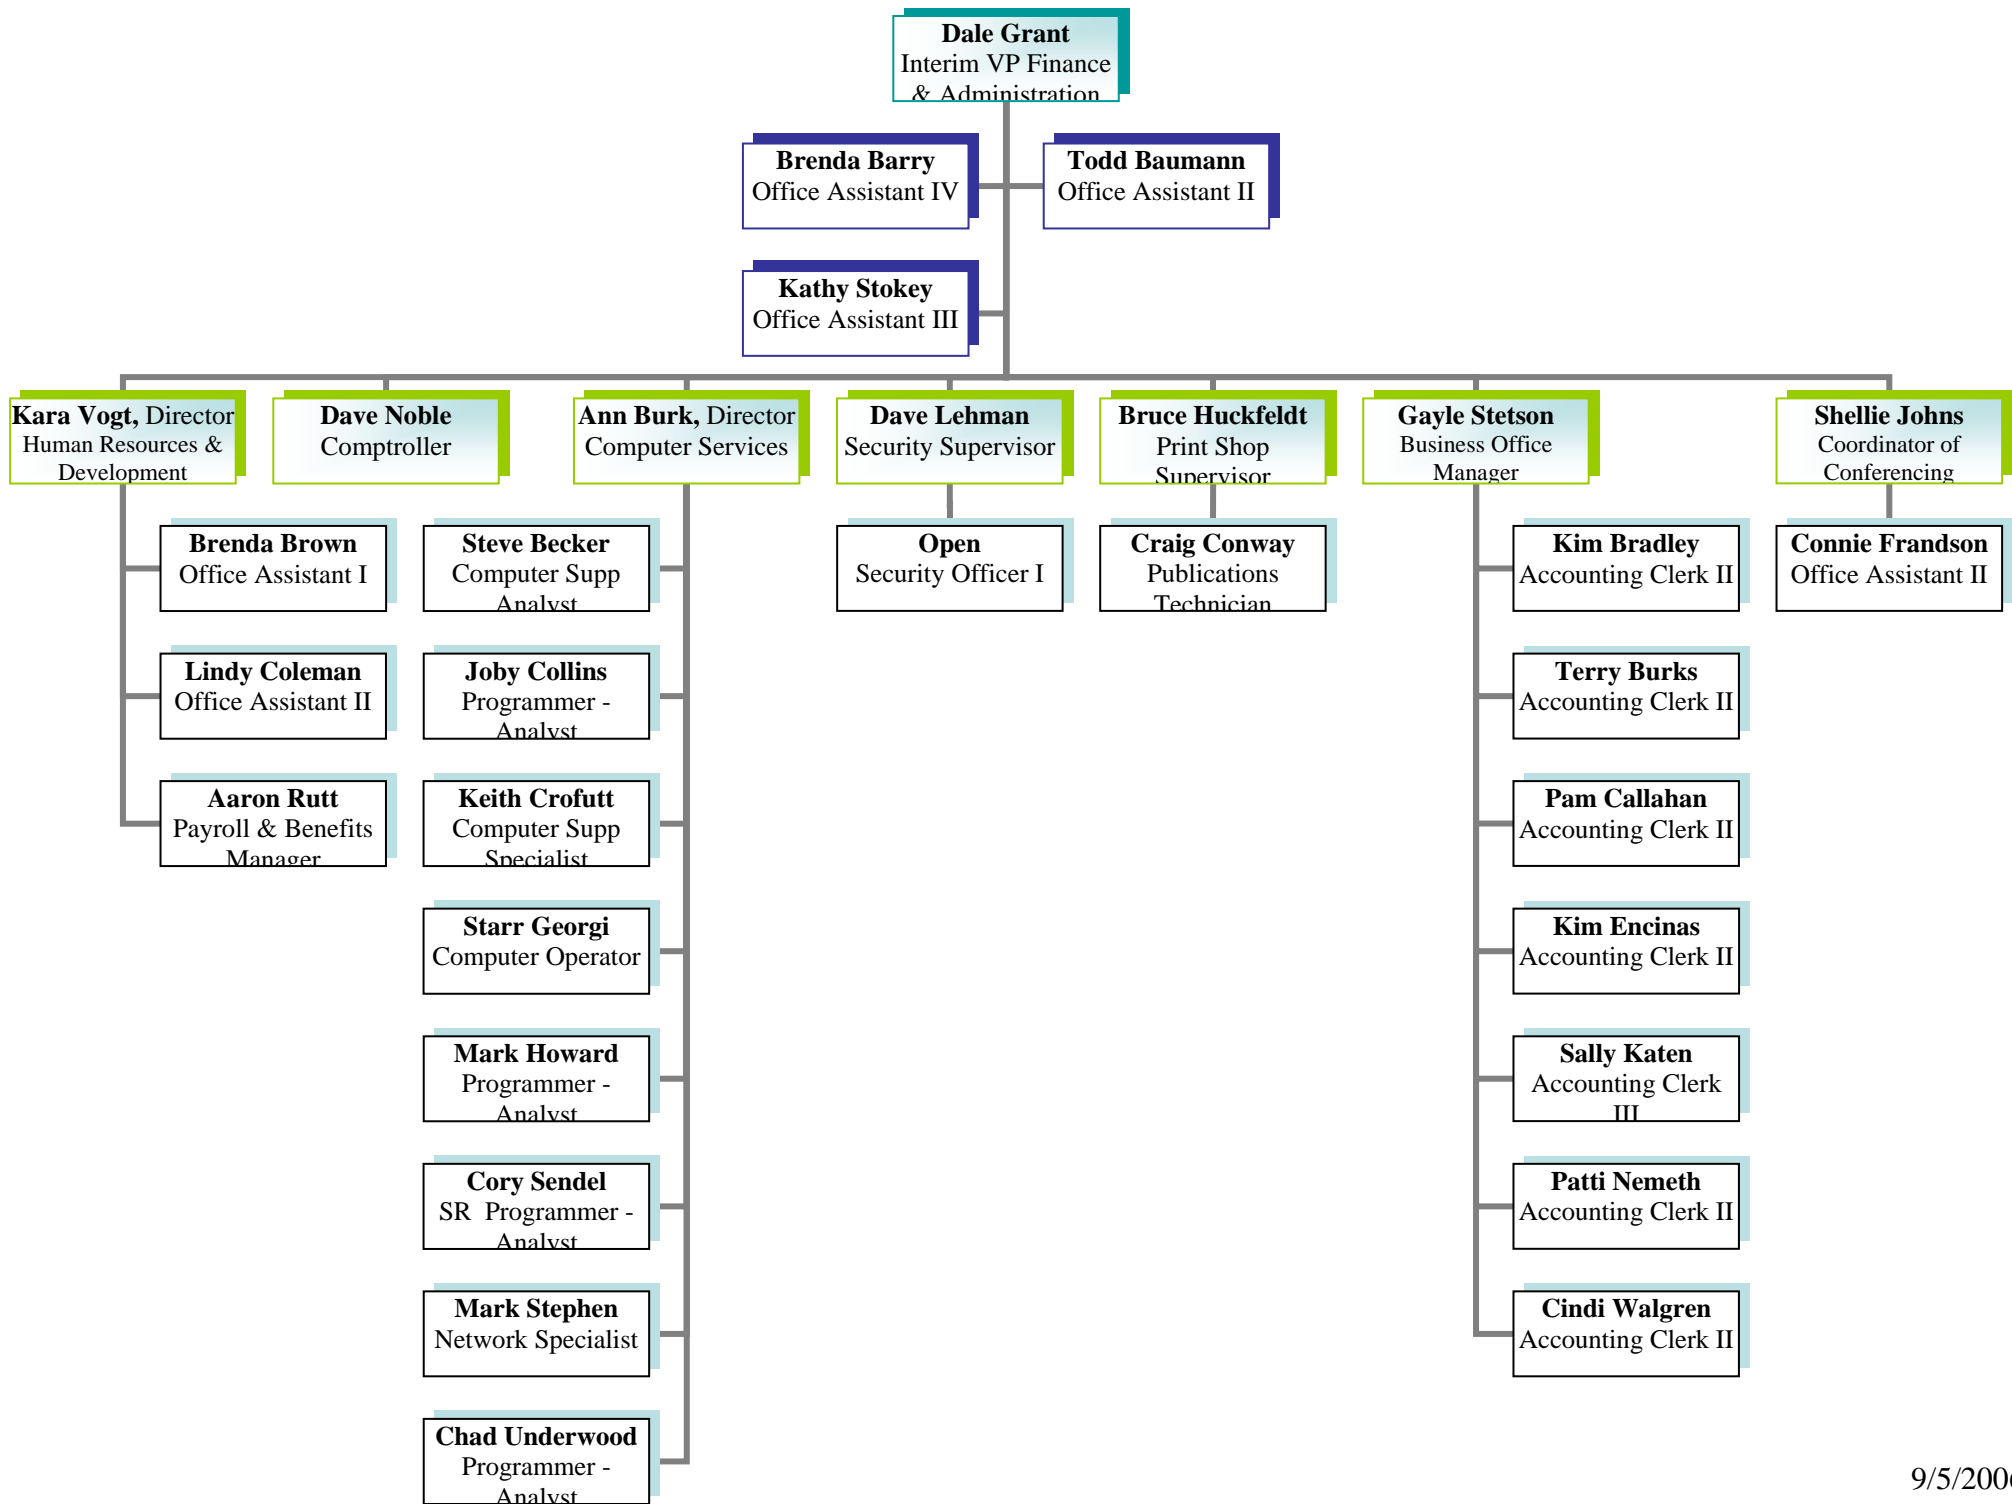 Dale Grant
Interim VP Finance
& Administration
Brenda Barry
Office Assistant IV
Todd Baumann
Office Assistant II
Kathy Stokey
Office Assistant III
Kara Vogt, Director
Human Resources &
Development
Dave Noble
Comptroller
Ann Burk, Director
Computer Services
Dave Lehman
Security Supervisor
Bruce Huckfeldt
Print Shop
Supervisor
Gayle Stetson
Business Office
Manager
Shellie Johns
Coordinator of
Conferencing
Brenda Brown
Office Assistant I
Lindy Coleman
Office Assistant II
Aaron Rutt
Payroll & Benefits
Manager
Steve Becker
Computer Supp
Analyst
Joby Collins
Programmer -
Analyst
Keith Crofutt
Computer Supp
Specialist
Starr Georgi
Computer Operator
Mark Howard
Programmer -
Analyst
Cory Sendel
SR  Programmer -
Analyst
Mark Stephen
Network Specialist
Chad Underwood
Programmer -
Analyst
Open
Security Officer I
Craig Conway
Publications
Technician
Kim Bradley
Accounting Clerk II
Terry Burks
Accounting Clerk II
Pam Callahan
Accounting Clerk II
Kim Encinas
Accounting Clerk II
Sally Katen
Accounting Clerk
III
Patti Nemeth
Accounting Clerk II
Cindi Walgren
Accounting Clerk II
Connie Frandson
Office Assistant II
9/5/2006